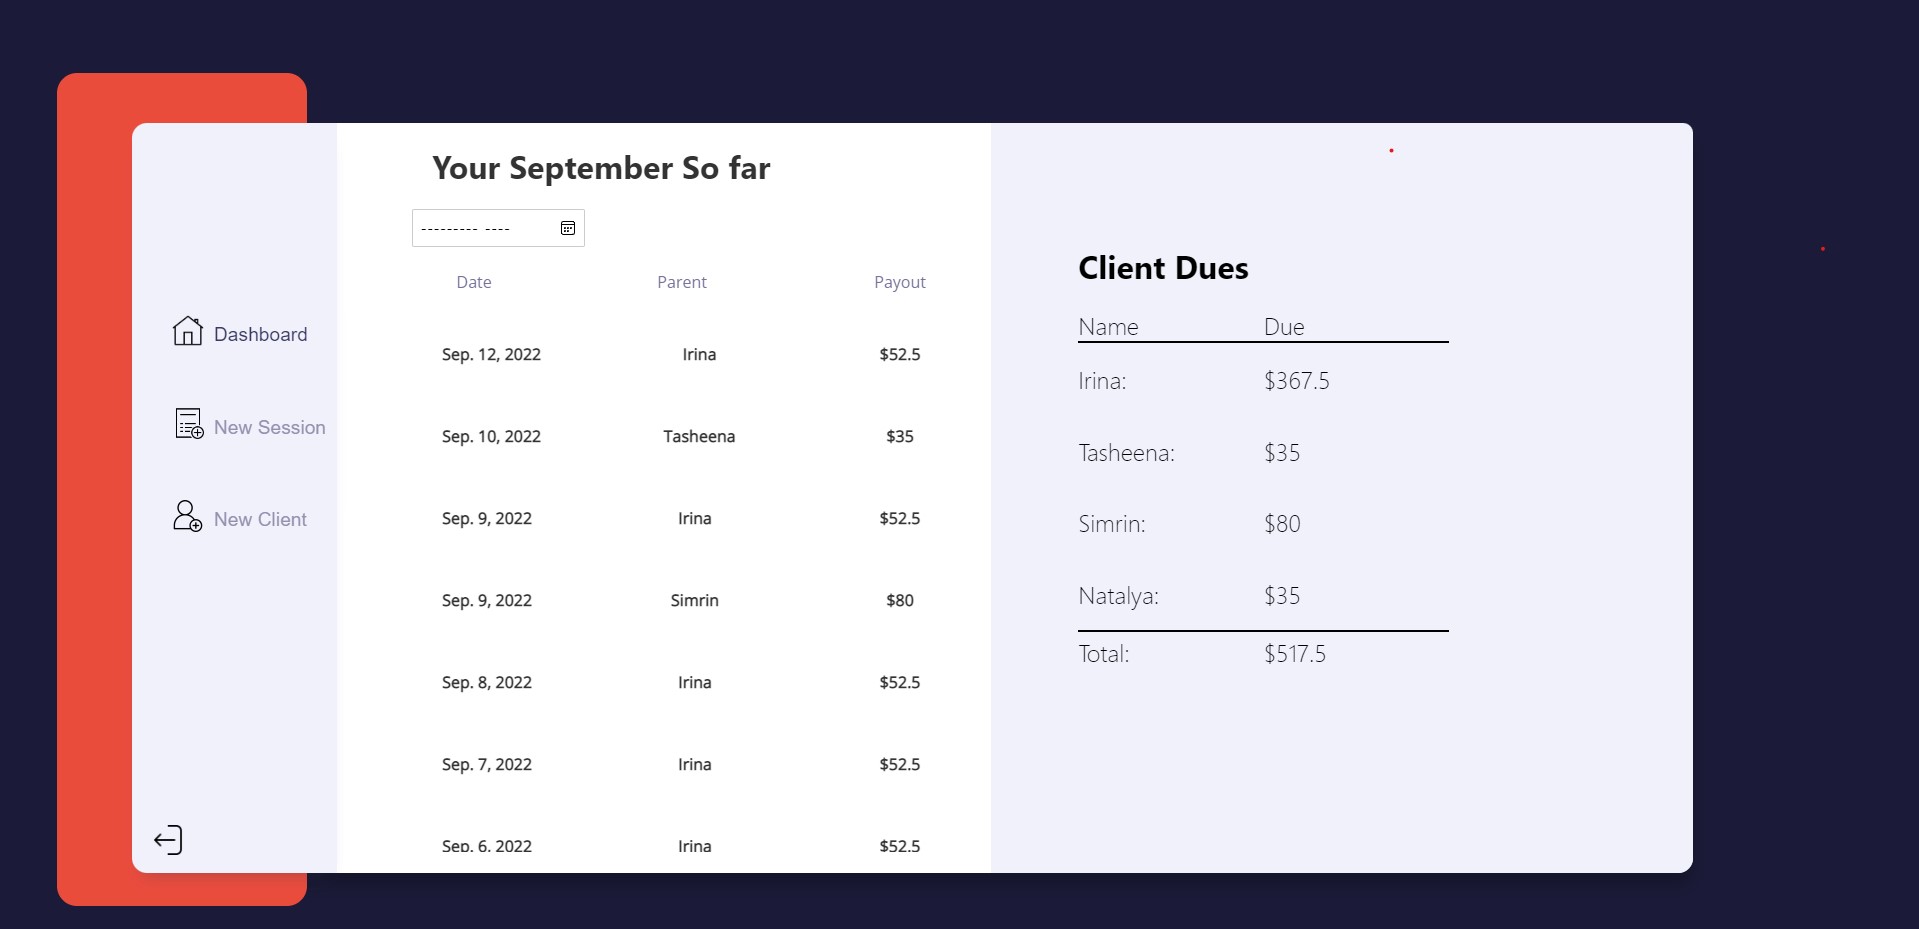 Your September So far
--------- ----
Date Parent Payout
Sep. 12, 2022 Irina $52.5
Sep. 10, 2022 Tasheena $35
Sep. 9, 2022 Irina $52.5
Sep. 9, 2022 Simrin $80
Sep. 8, 2022 Irina $52.5
Sep. 7, 2022 Irina $52.5
Sep. 6, 2022 Irina $52.5
Dashboard
New Session
New Client
Client Dues
Name Due
Irina: $367.5
Tasheena: $35
Simrin: $80
Natalya: $35
Total: $517.5